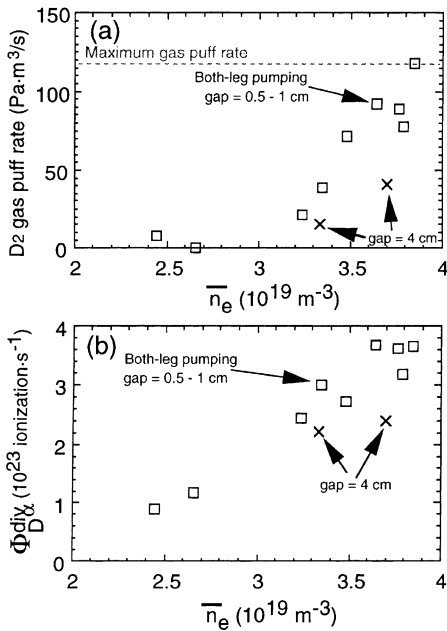 (a)
Maximum gas puff rate
Both-leg pumping
gap = 0.5 - 1 cm
gap = 4 cm
D2 gas puff rate (Pa·m³/s)
150
100
50
0
2 2.5 3 3.5 4
n̅e (10¹⁹ m⁻³)
(b)
Both-leg pumping
gap = 0.5 - 1 cm
gap = 4 cm
Φ div Dα (10²³ ionization·s⁻¹)
4
3
2
1
0
2 2.5 3 3.5 4
n̅e (10¹⁹ m⁻³)